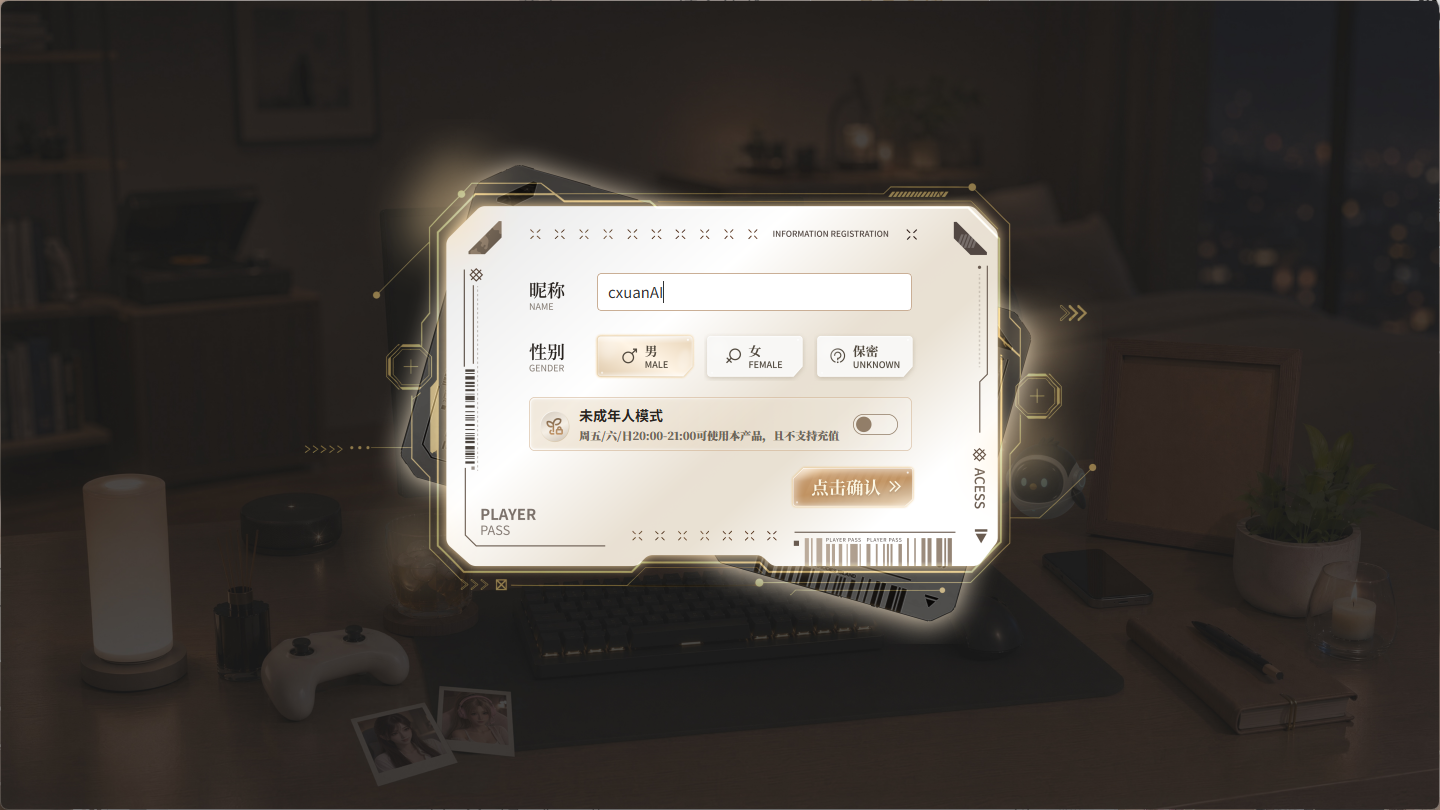 INFORMATION REGISTRATION
昵称
NAME
cxuanAI
性别
GENDER
男
MALE
女
FEMALE
保密
UNKNOWN
未成年人模式
周五/六/日20:00-21:00可使用本产品，且不支持充值
点击确认
ACESS
PLAYER
PASS
PLAYER PASS PLAYER PASS